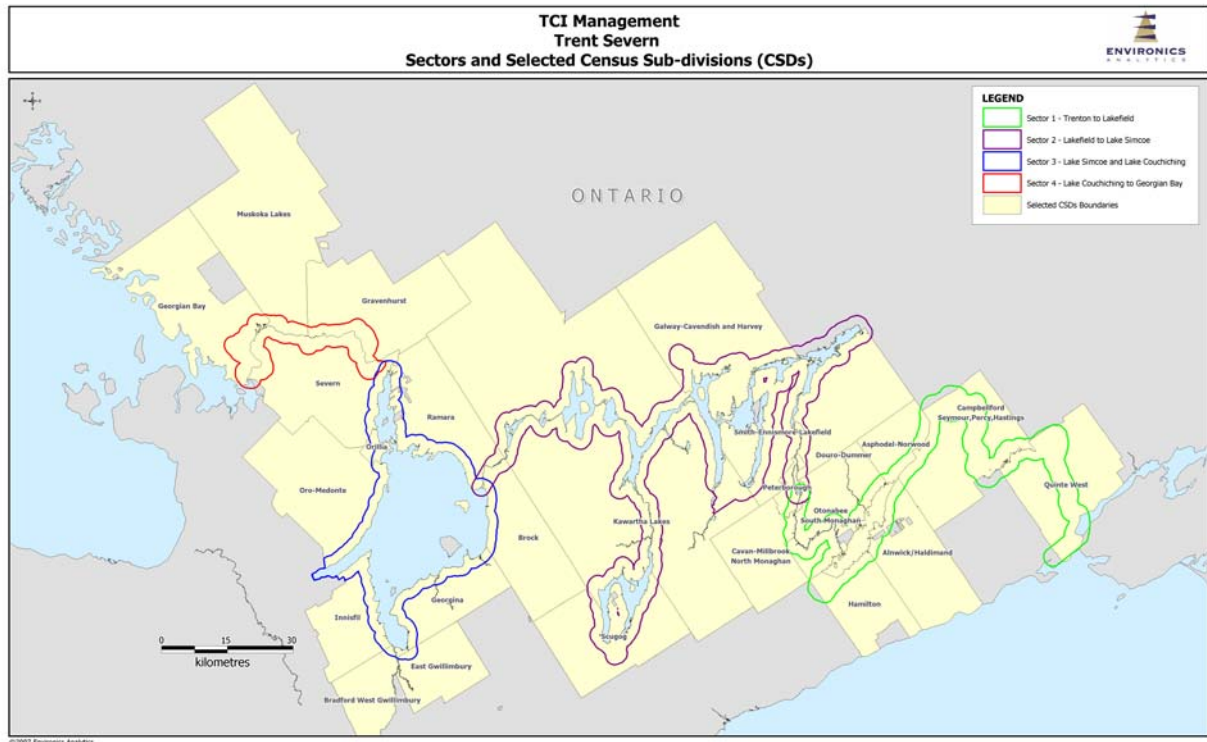 TCI Management
Trent Severn
Sectors and Selected Census Sub-divisions (CSDs)
ENVIRONICS
ANALYTICS
LEGEND
Sector 1 - Trenton to Lakefield
Sector 2 - Lakefield to Lake Simcoe
Sector 3 - Lake Simcoe and Lake Couchiching
Sector 4 - Lake Couchiching to Georgian Bay
Selected CSDs Boundaries
ONTARIO
Muskoka Lakes
Georgian Bay
Gravenhurst
Galway-Cavendish and Harvey
Severn
Ramara
Campbellford
Seymour,Percy,Hastings
Smith-Ennismore-Lakefield
Asphodel-Norwood
Orillia
Douro-Dummer
Oro-Medonte
Peterborough
Quinte West
Otonabee
South-Monaghan
Kawartha Lakes
Brock
Cavan-Millbrook
North Monaghan
Alnwick/Haldimand
Georgina
Hamilton
Innisfil
Scugog
0 15 30
kilometres
East Gwillimbury
Bradford West Gwillimbury
©2007 Environics Analytics